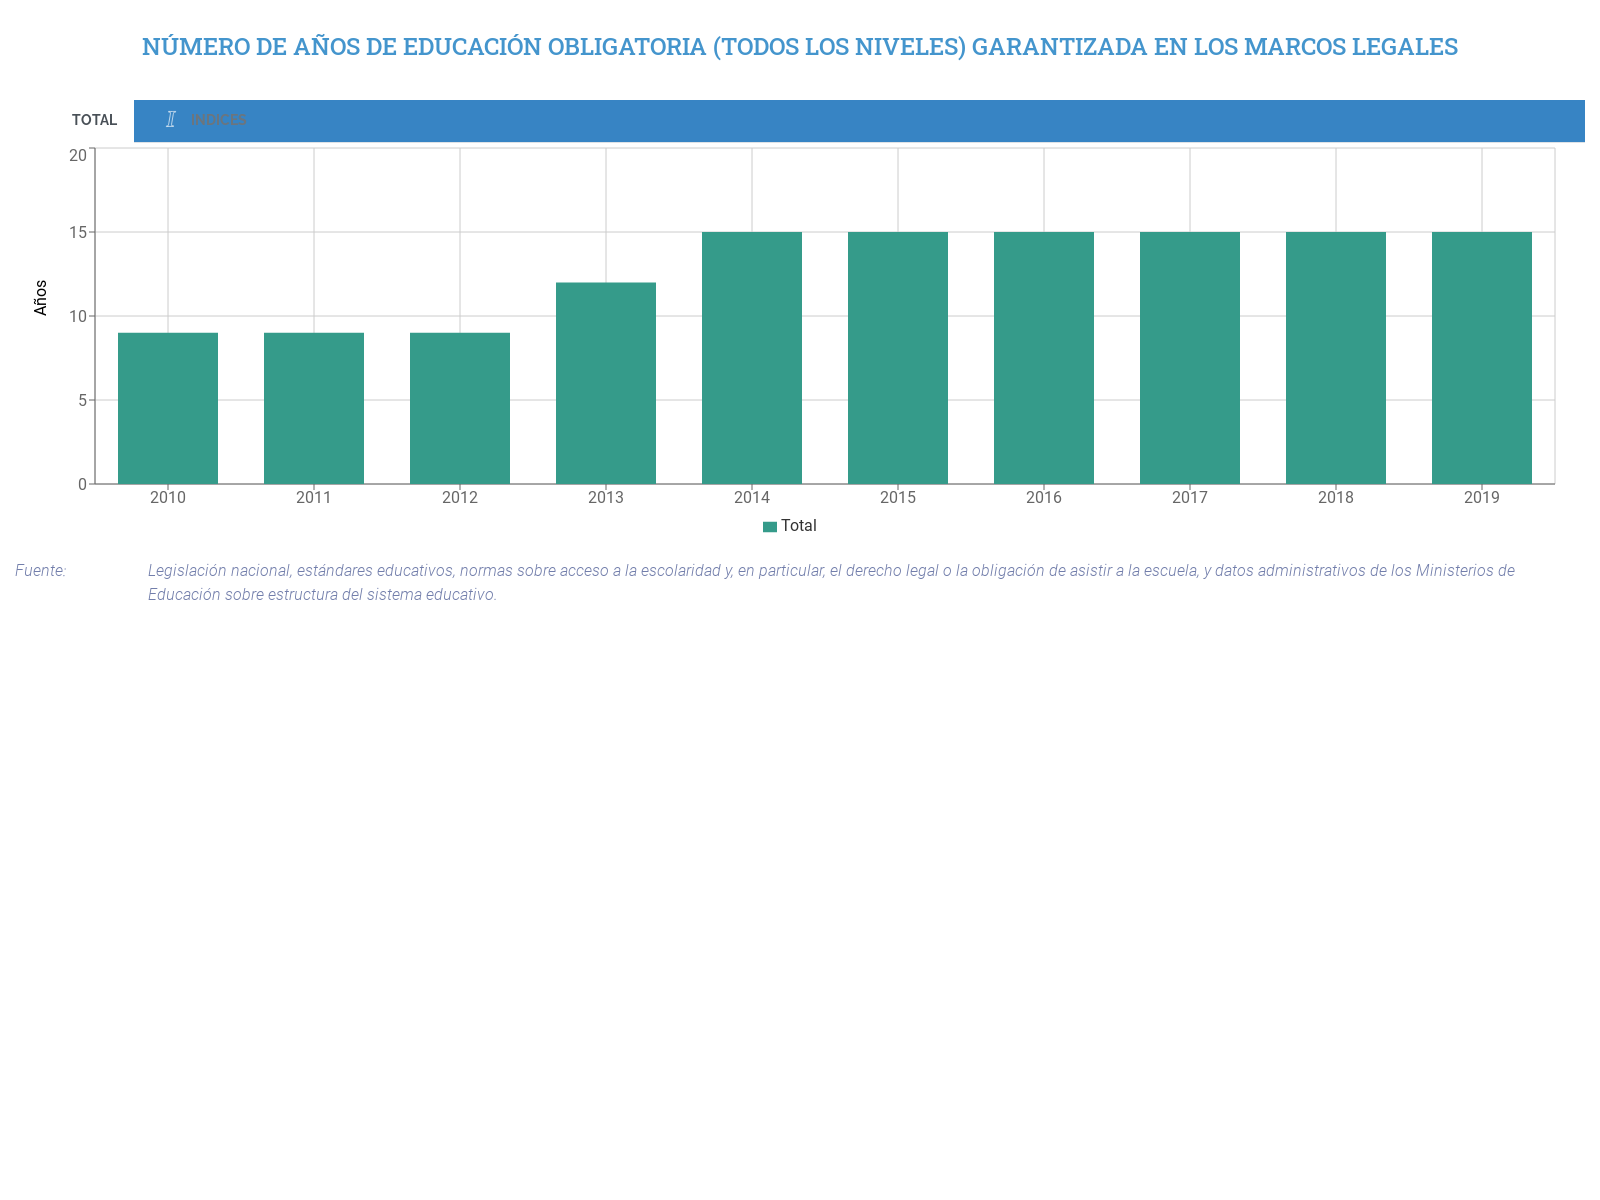 NÚMERO DE AÑOS DE EDUCACIÓN OBLIGATORIA (TODOS LOS NIVELES) GARANTIZADA EN LOS MARCOS LEGALES
TOTAL INDICES
20
15
10
5
0
Años
2010 2011 2012 2013 2014 2015 2016 2017 2018 2019
Total
Fuente: Legislación nacional, estándares educativos, normas sobre acceso a la escolaridad y, en particular, el derecho legal o la obligación de asistir a la escuela, y datos administrativos de los Ministerios de
Educación sobre estructura del sistema educativo.